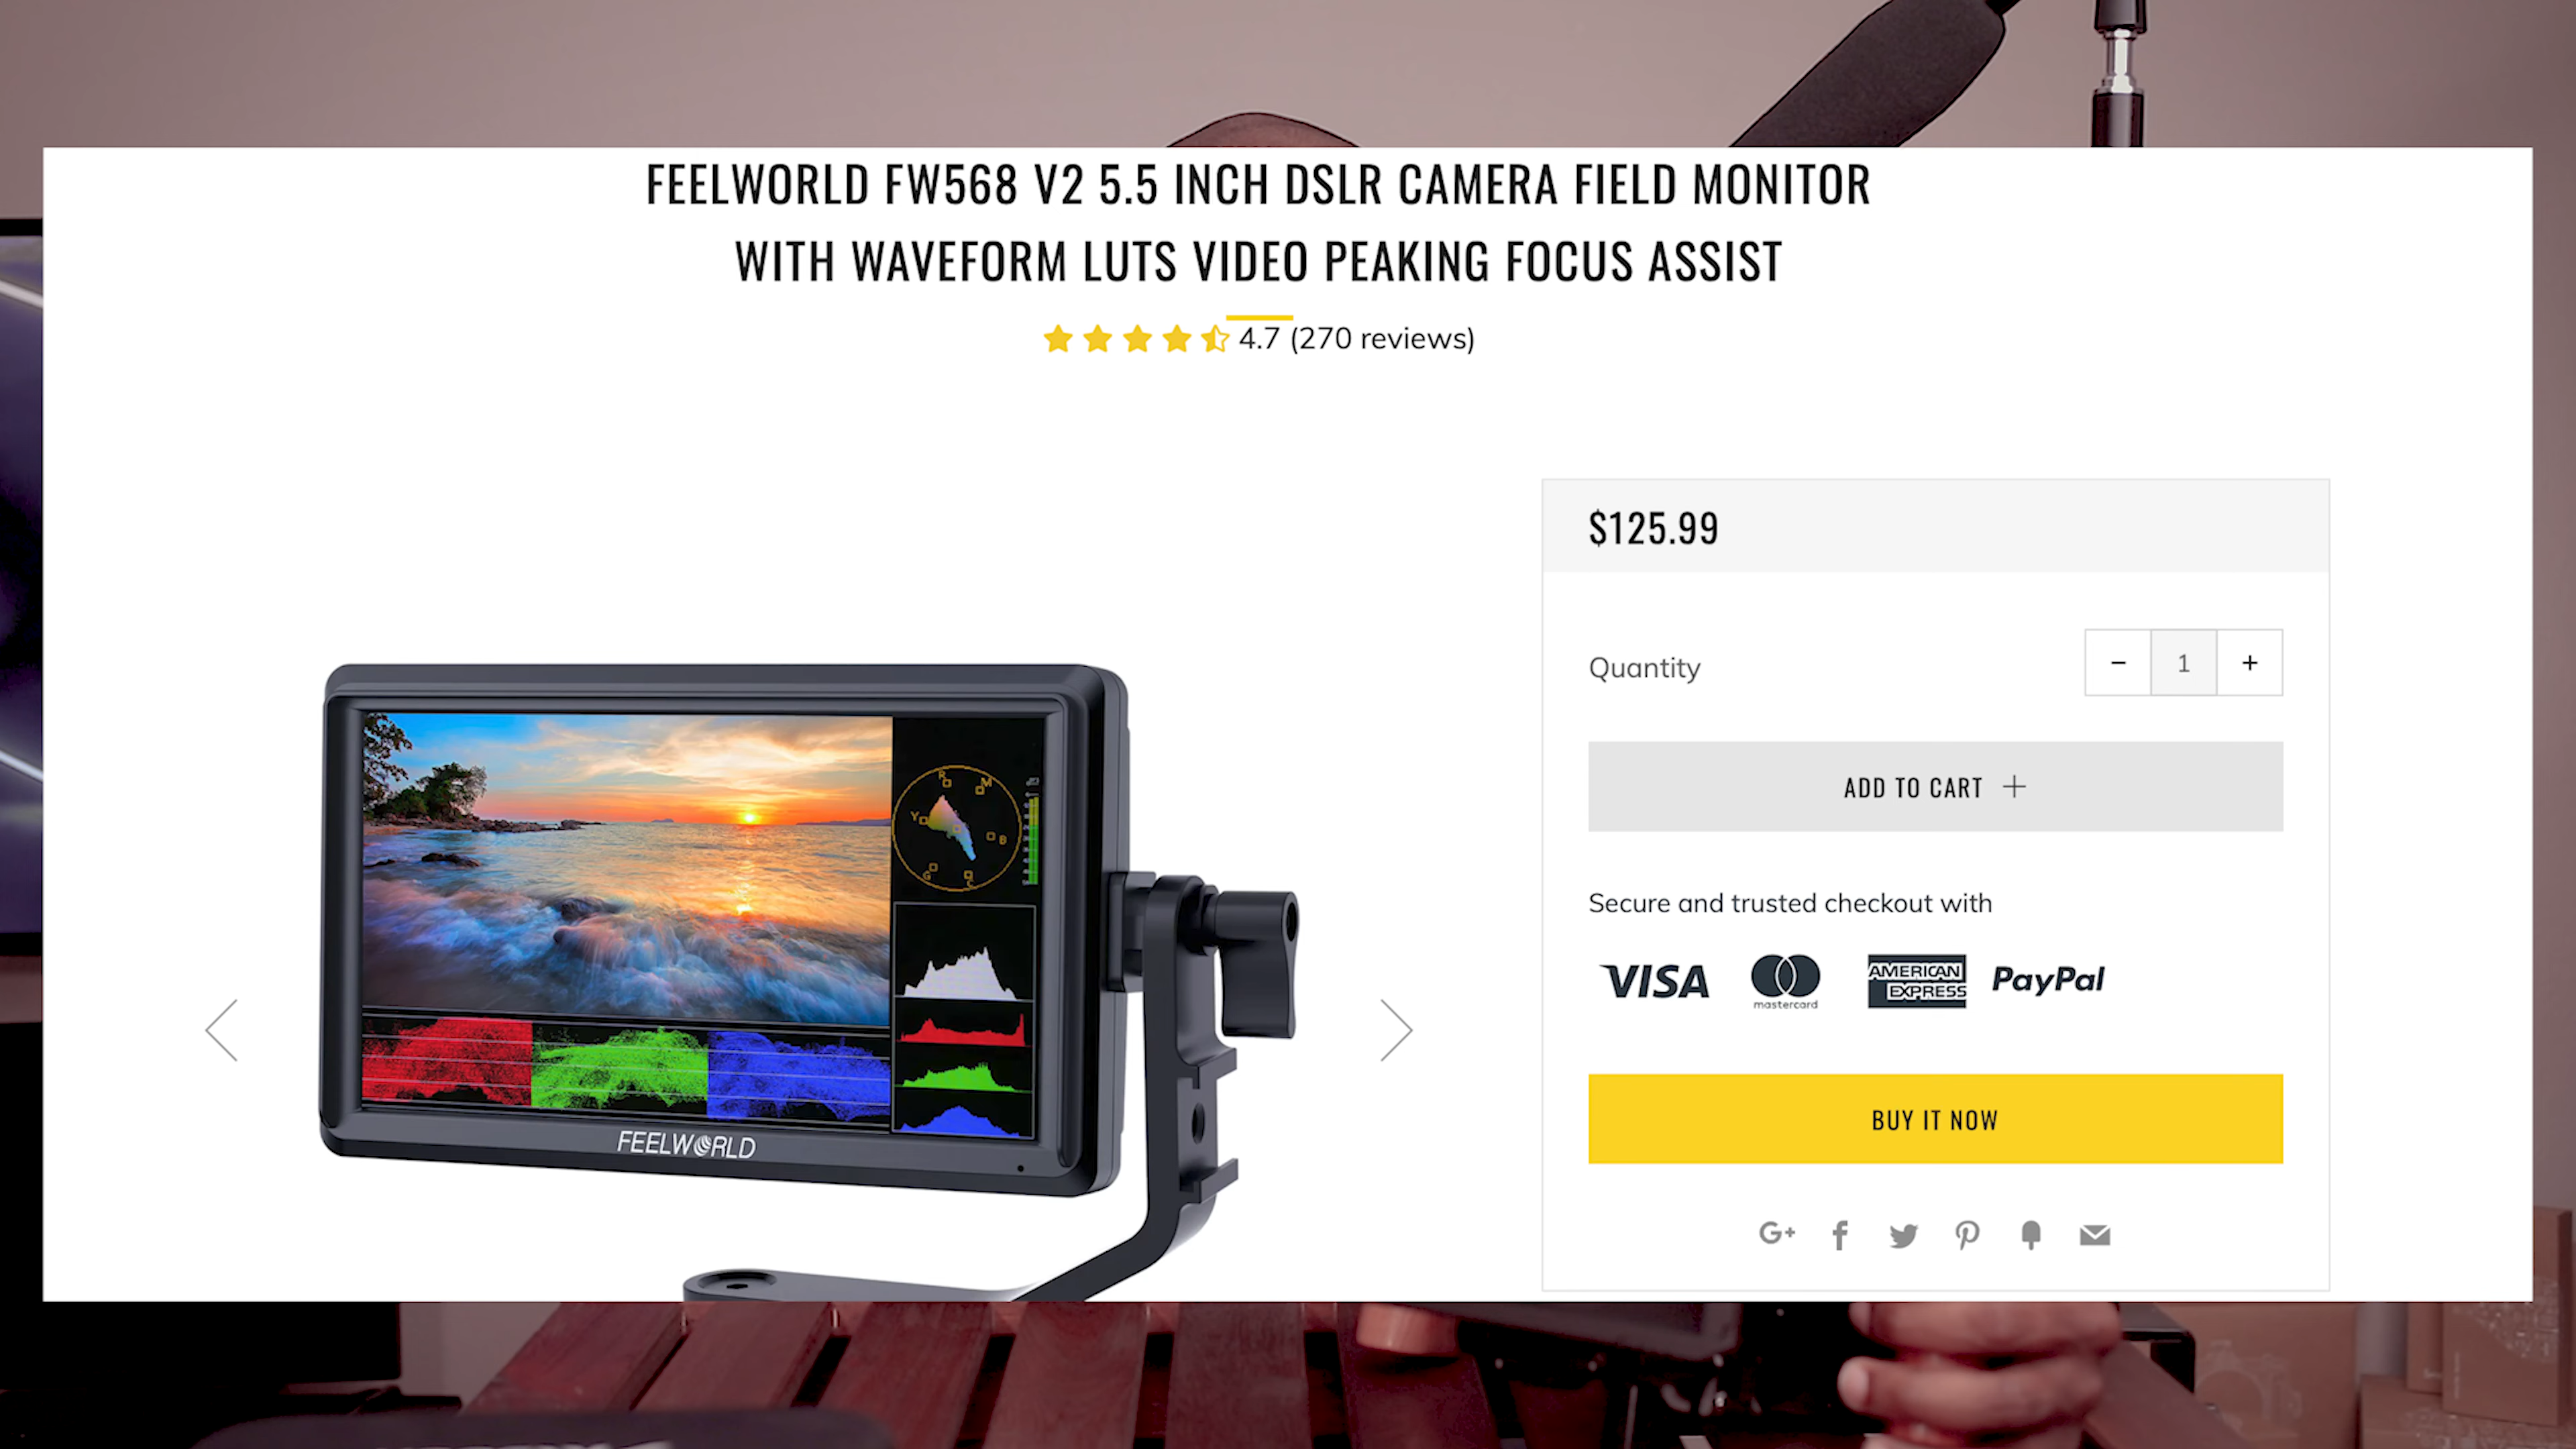 FEELWORLD FW568 V2 5.5 INCH DSLR CAMERA FIELD MONITOR
WITH WAVEFORM LUTS VIDEO PEAKING FOCUS ASSIST
4.7 (270 reviews)
$125.99
Quantity
− 1 +
ADD TO CART +
Secure and trusted checkout with
VISA mastercard AMERICAN EXPRESS PayPal
BUY IT NOW
G+
R M
Y B
G C
FEELWORLD